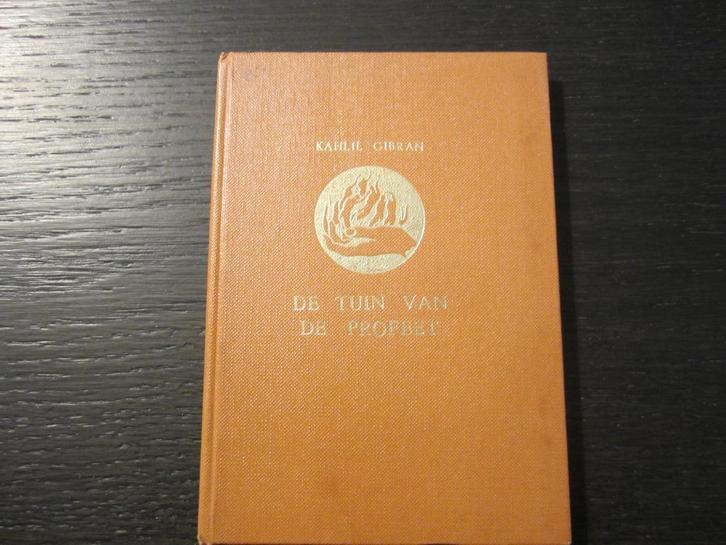 KAHLIL GIBRAN
DE TUIN VAN
DE PROFEET